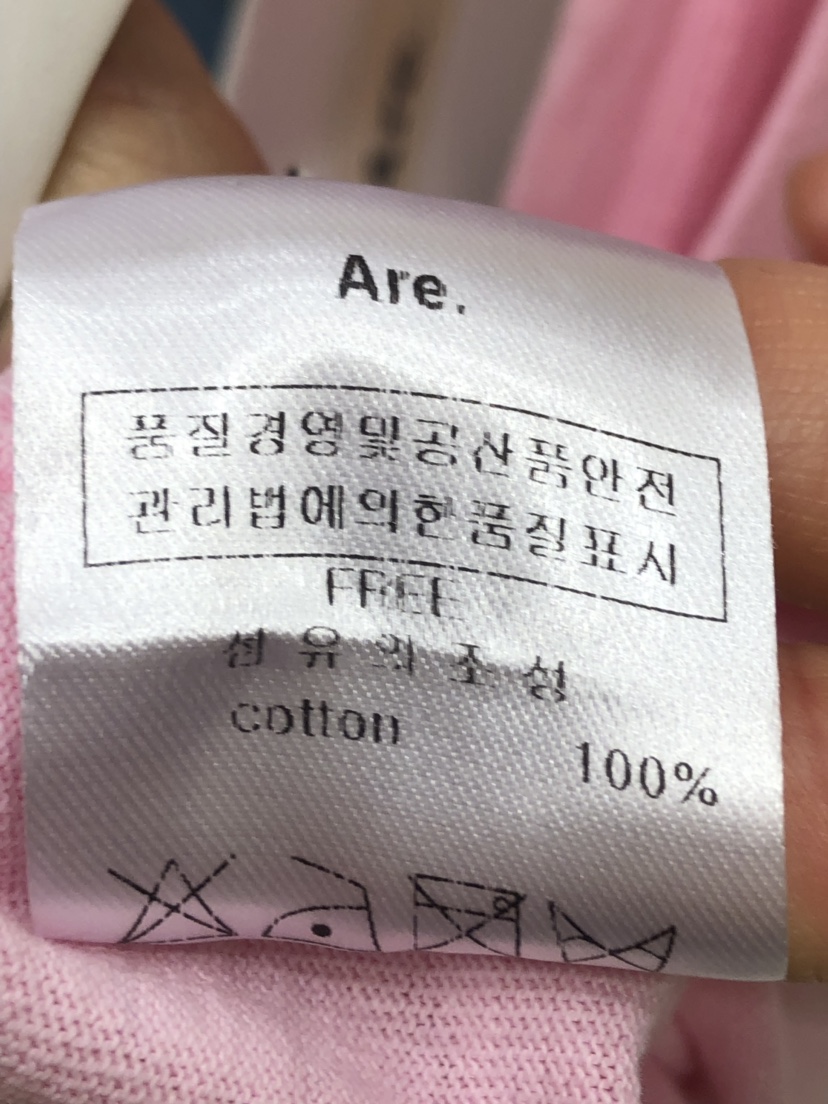 Are.
품질경영및공산품안전
관리법에의한품질표시
FREE
섬유의 조성
cotton
100%